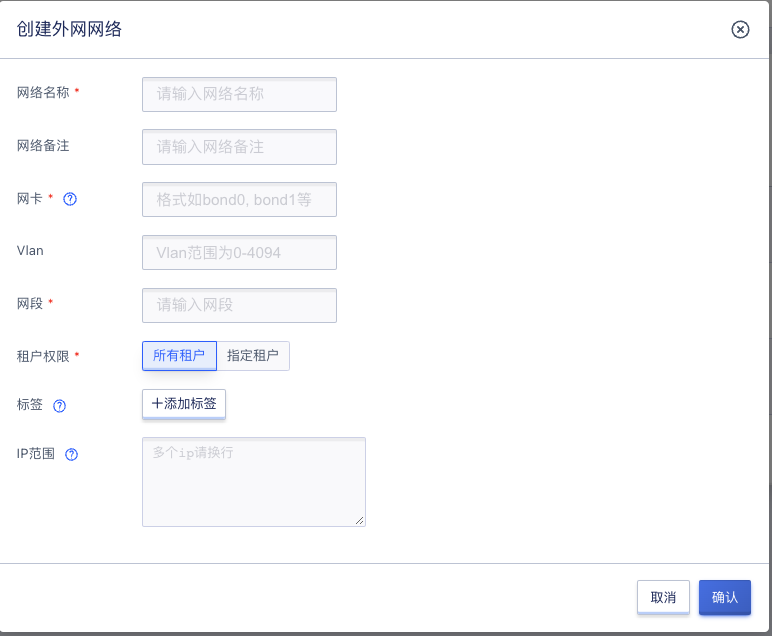 创建外网网络
网络名称 *
请输入网络名称
网络备注
请输入网络备注
网卡 * ?
格式如bond0, bond1等
Vlan
Vlan范围为0-4094
网段 *
请输入网段
租户权限 *
所有租户 指定租户
标签 ?
+添加标签
IP范围 ?
多个ip请换行
取消 确认